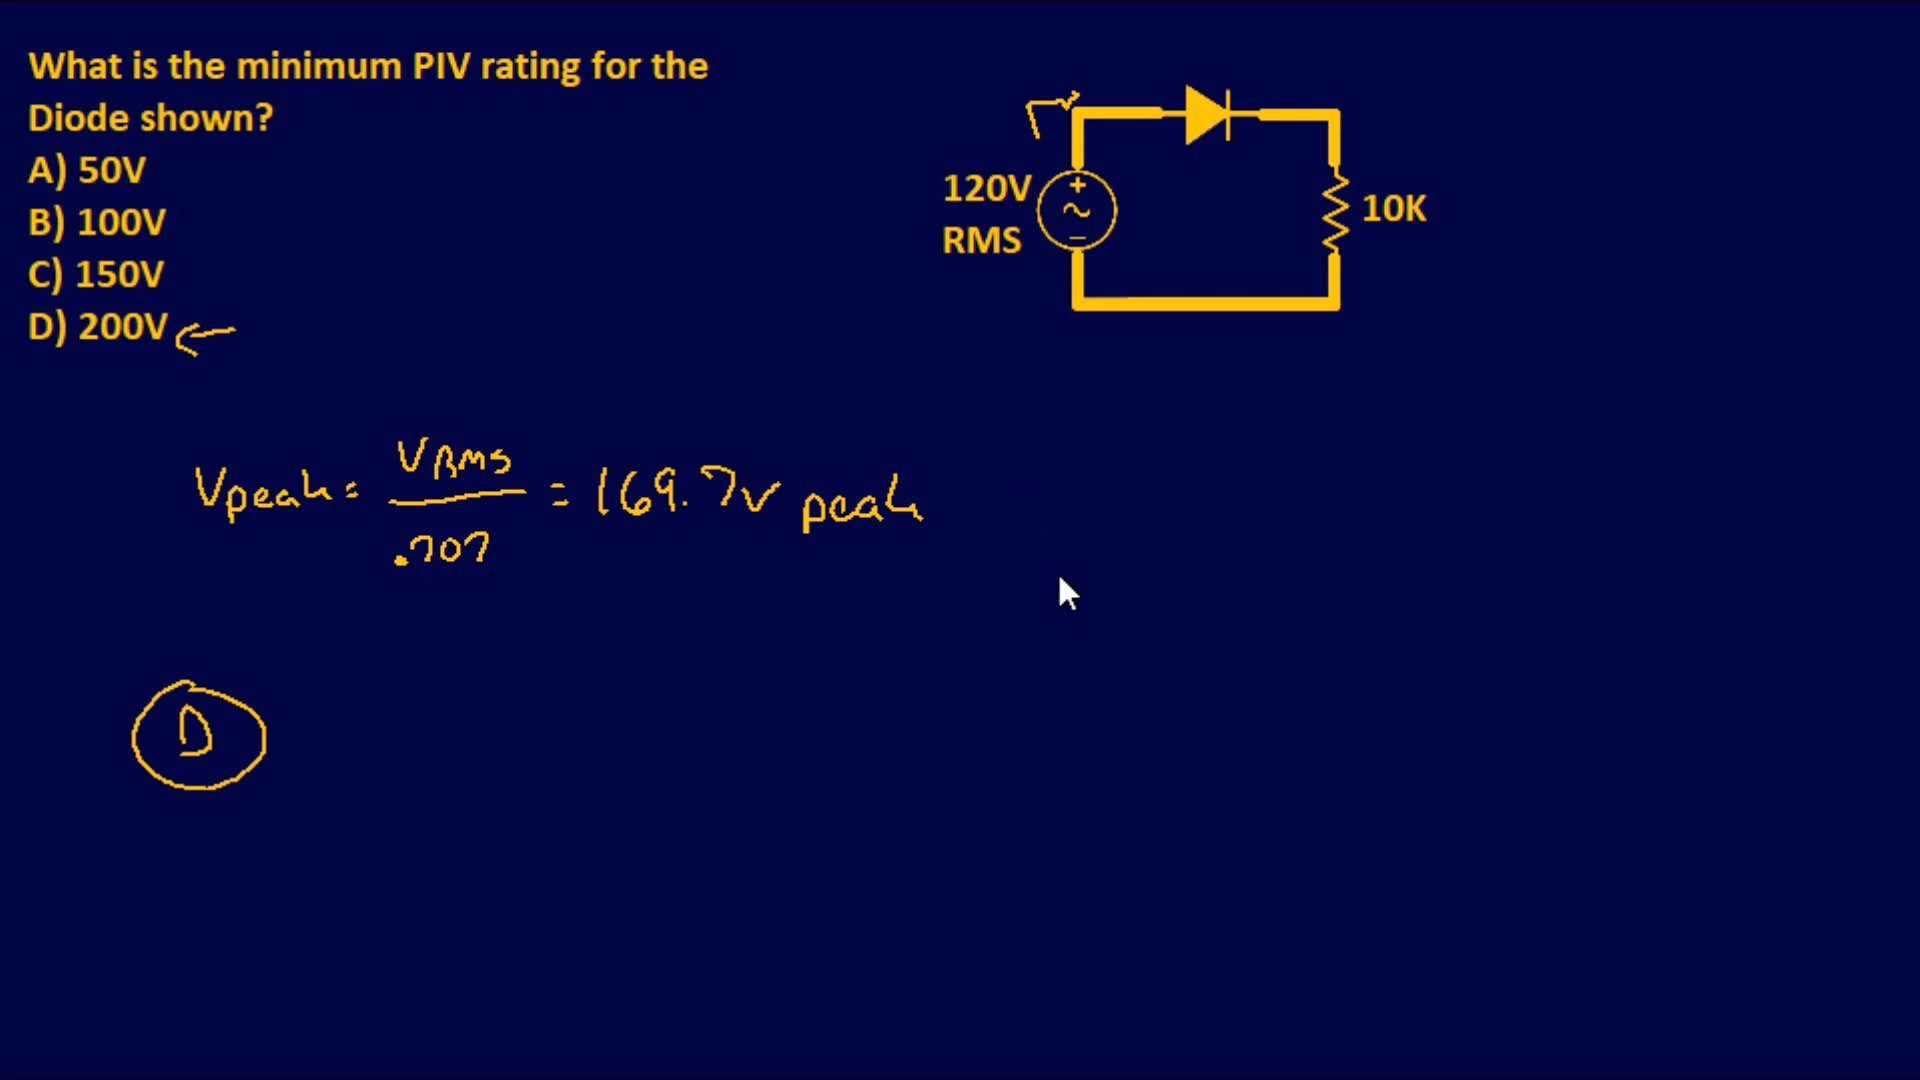 What is the minimum PIV rating for the
Diode shown?
A) 50V
B) 100V
C) 150V
D) 200V
120V
RMS
+
~
−
10K
Vpeak = VRMS / .707 = 169.7v peak
D